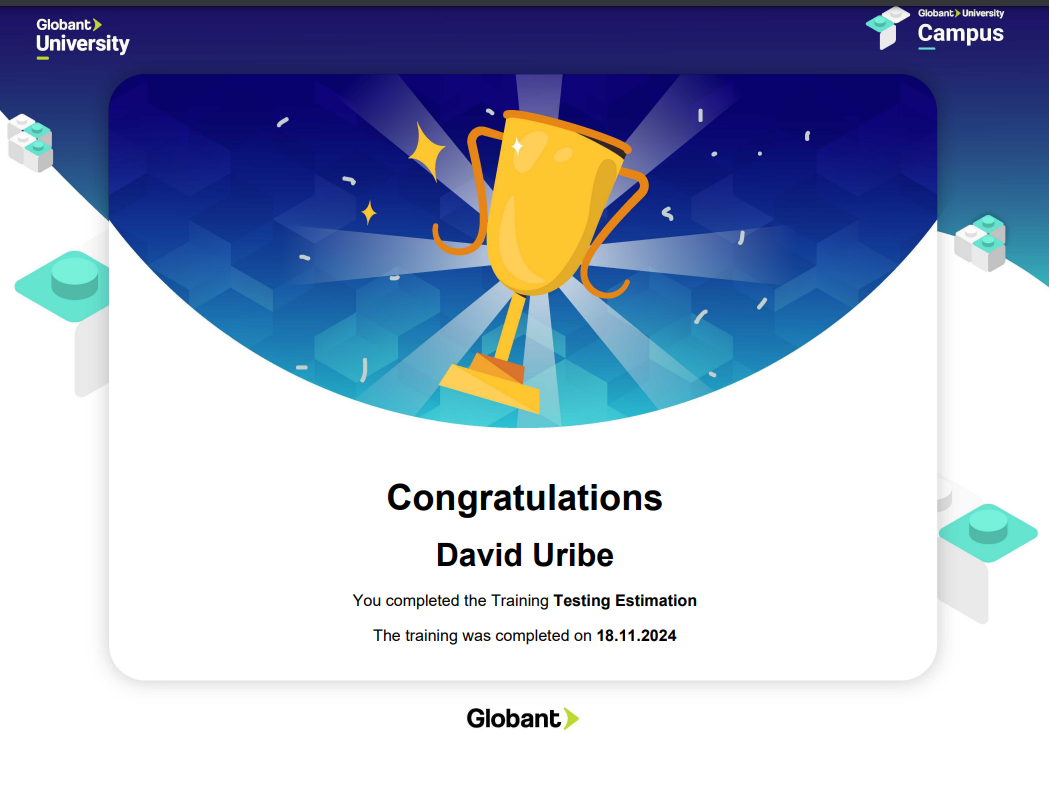 Globant
University
Globant University
Campus
Congratulations
David Uribe
You completed the Training Testing Estimation
The training was completed on 18.11.2024
Globant